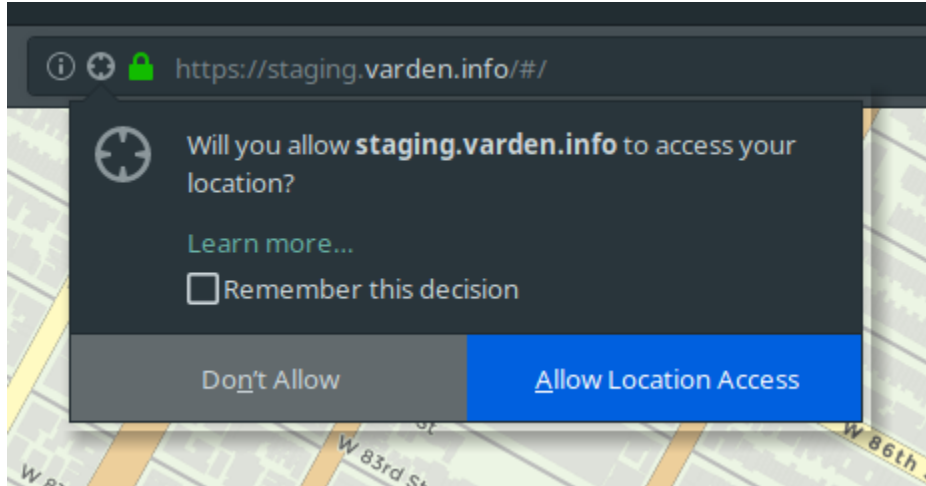 https://staging.varden.info/#/
Will you allow staging.varden.info to access your
location?
Learn more...
Remember this decision
Don't Allow
Allow Location Access
St
W 83rd St
W 86th
W